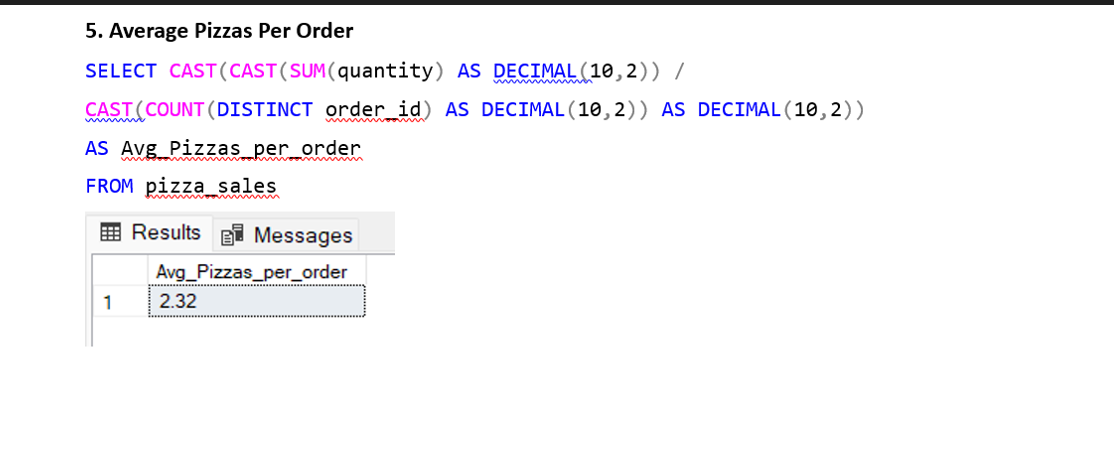 5. Average Pizzas Per Order
SELECT CAST(CAST(SUM(quantity) AS DECIMAL(10,2)) /
CAST(COUNT(DISTINCT order_id) AS DECIMAL(10,2)) AS DECIMAL(10,2))
AS Avg_Pizzas_per_order
FROM pizza_sales
Results Messages
Avg_Pizzas_per_order
1 2.32